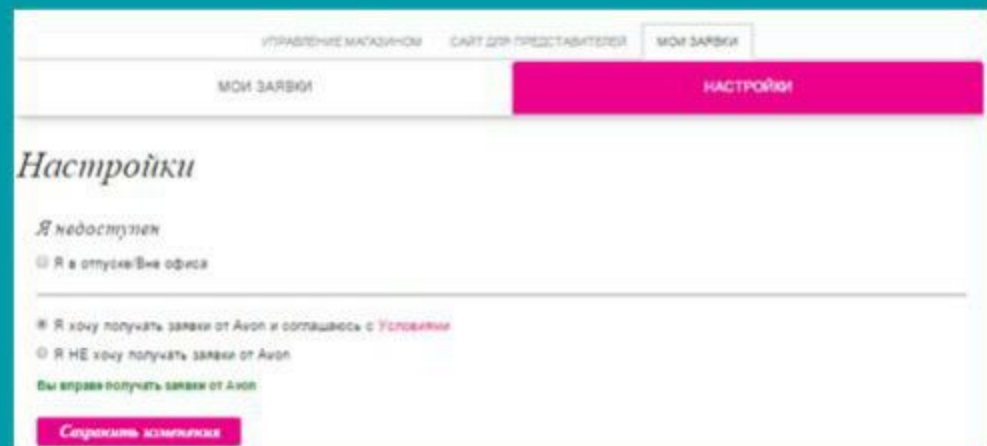 УПРАВЛЕНИЕ МАГАЗИНОМ САЙТ ДЛЯ ПРЕДСТАВИТЕЛЕЙ МОИ ЗАЯВКИ
МОИ ЗАЯВКИ НАСТРОЙКИ
Настройки
Я недоступен
Я в отпуске/Вне офиса
Я хочу получать заявки от Avon и соглашаюсь с Условиями
Я НЕ хочу получать заявки от Avon
Вы вправе получать заявки от Avon
Сохранить изменения